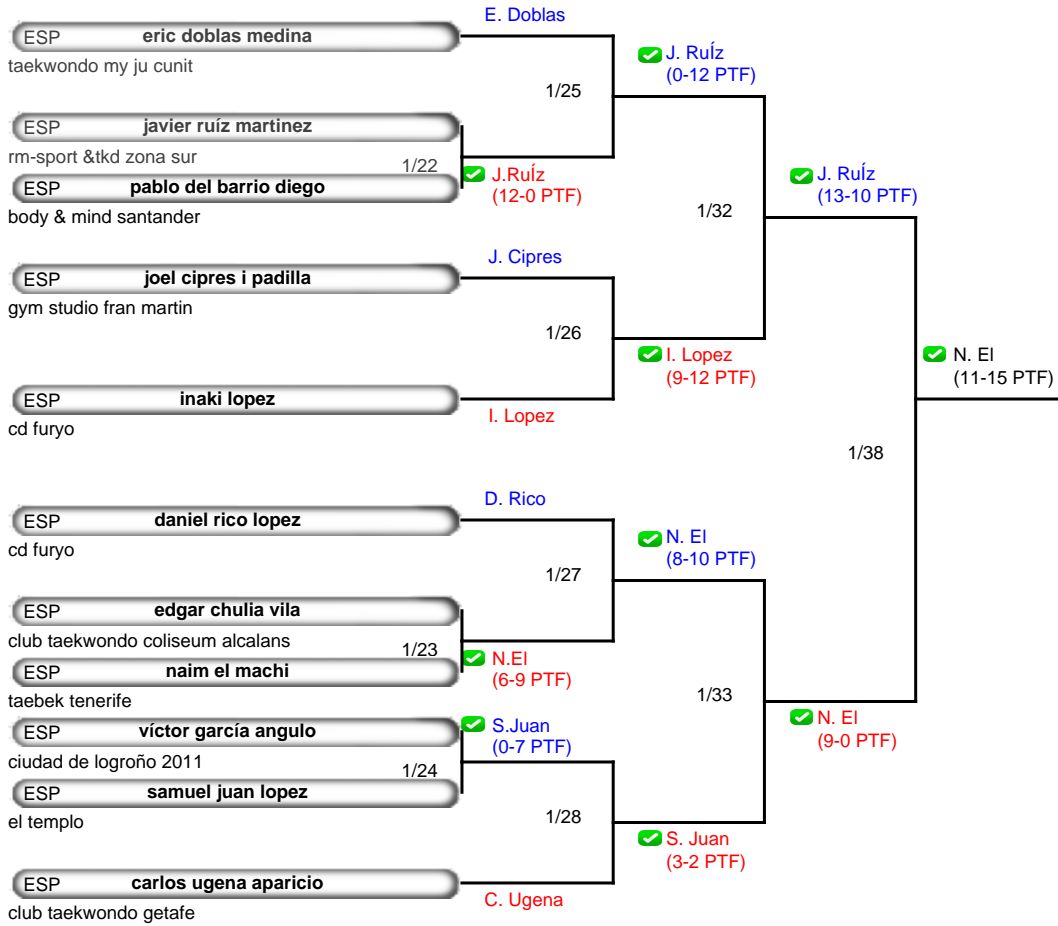 E. Doblas
ESP eric doblas medina
taekwondo my ju cunit
J. RuÍz
(0-12 PTF)
1/25
ESP javier ruíz martinez
rm-sport &tkd zona sur
1/22
J.RuÍz
(12-0 PTF)
ESP pablo del barrio diego
body & mind santander
J. RuÍz
(13-10 PTF)
1/32
J. Cipres
ESP joel cipres i padilla
gym studio fran martin
1/26
I. Lopez
(9-12 PTF)
N. El
(11-15 PTF)
ESP inaki lopez
cd furyo
I. Lopez
1/38
D. Rico
ESP daniel rico lopez
cd furyo
N. El
(8-10 PTF)
1/27
ESP edgar chulia vila
club taekwondo coliseum alcalans
1/23
N.El
(6-9 PTF)
ESP naim el machi
taebek tenerife
1/33
N. El
(9-0 PTF)
ESP víctor garcía angulo
ciudad de logroño 2011
S.Juan
(0-7 PTF)
1/24
ESP samuel juan lopez
el templo
1/28
S. Juan
(3-2 PTF)
ESP carlos ugena aparicio
club taekwondo getafe
C. Ugena